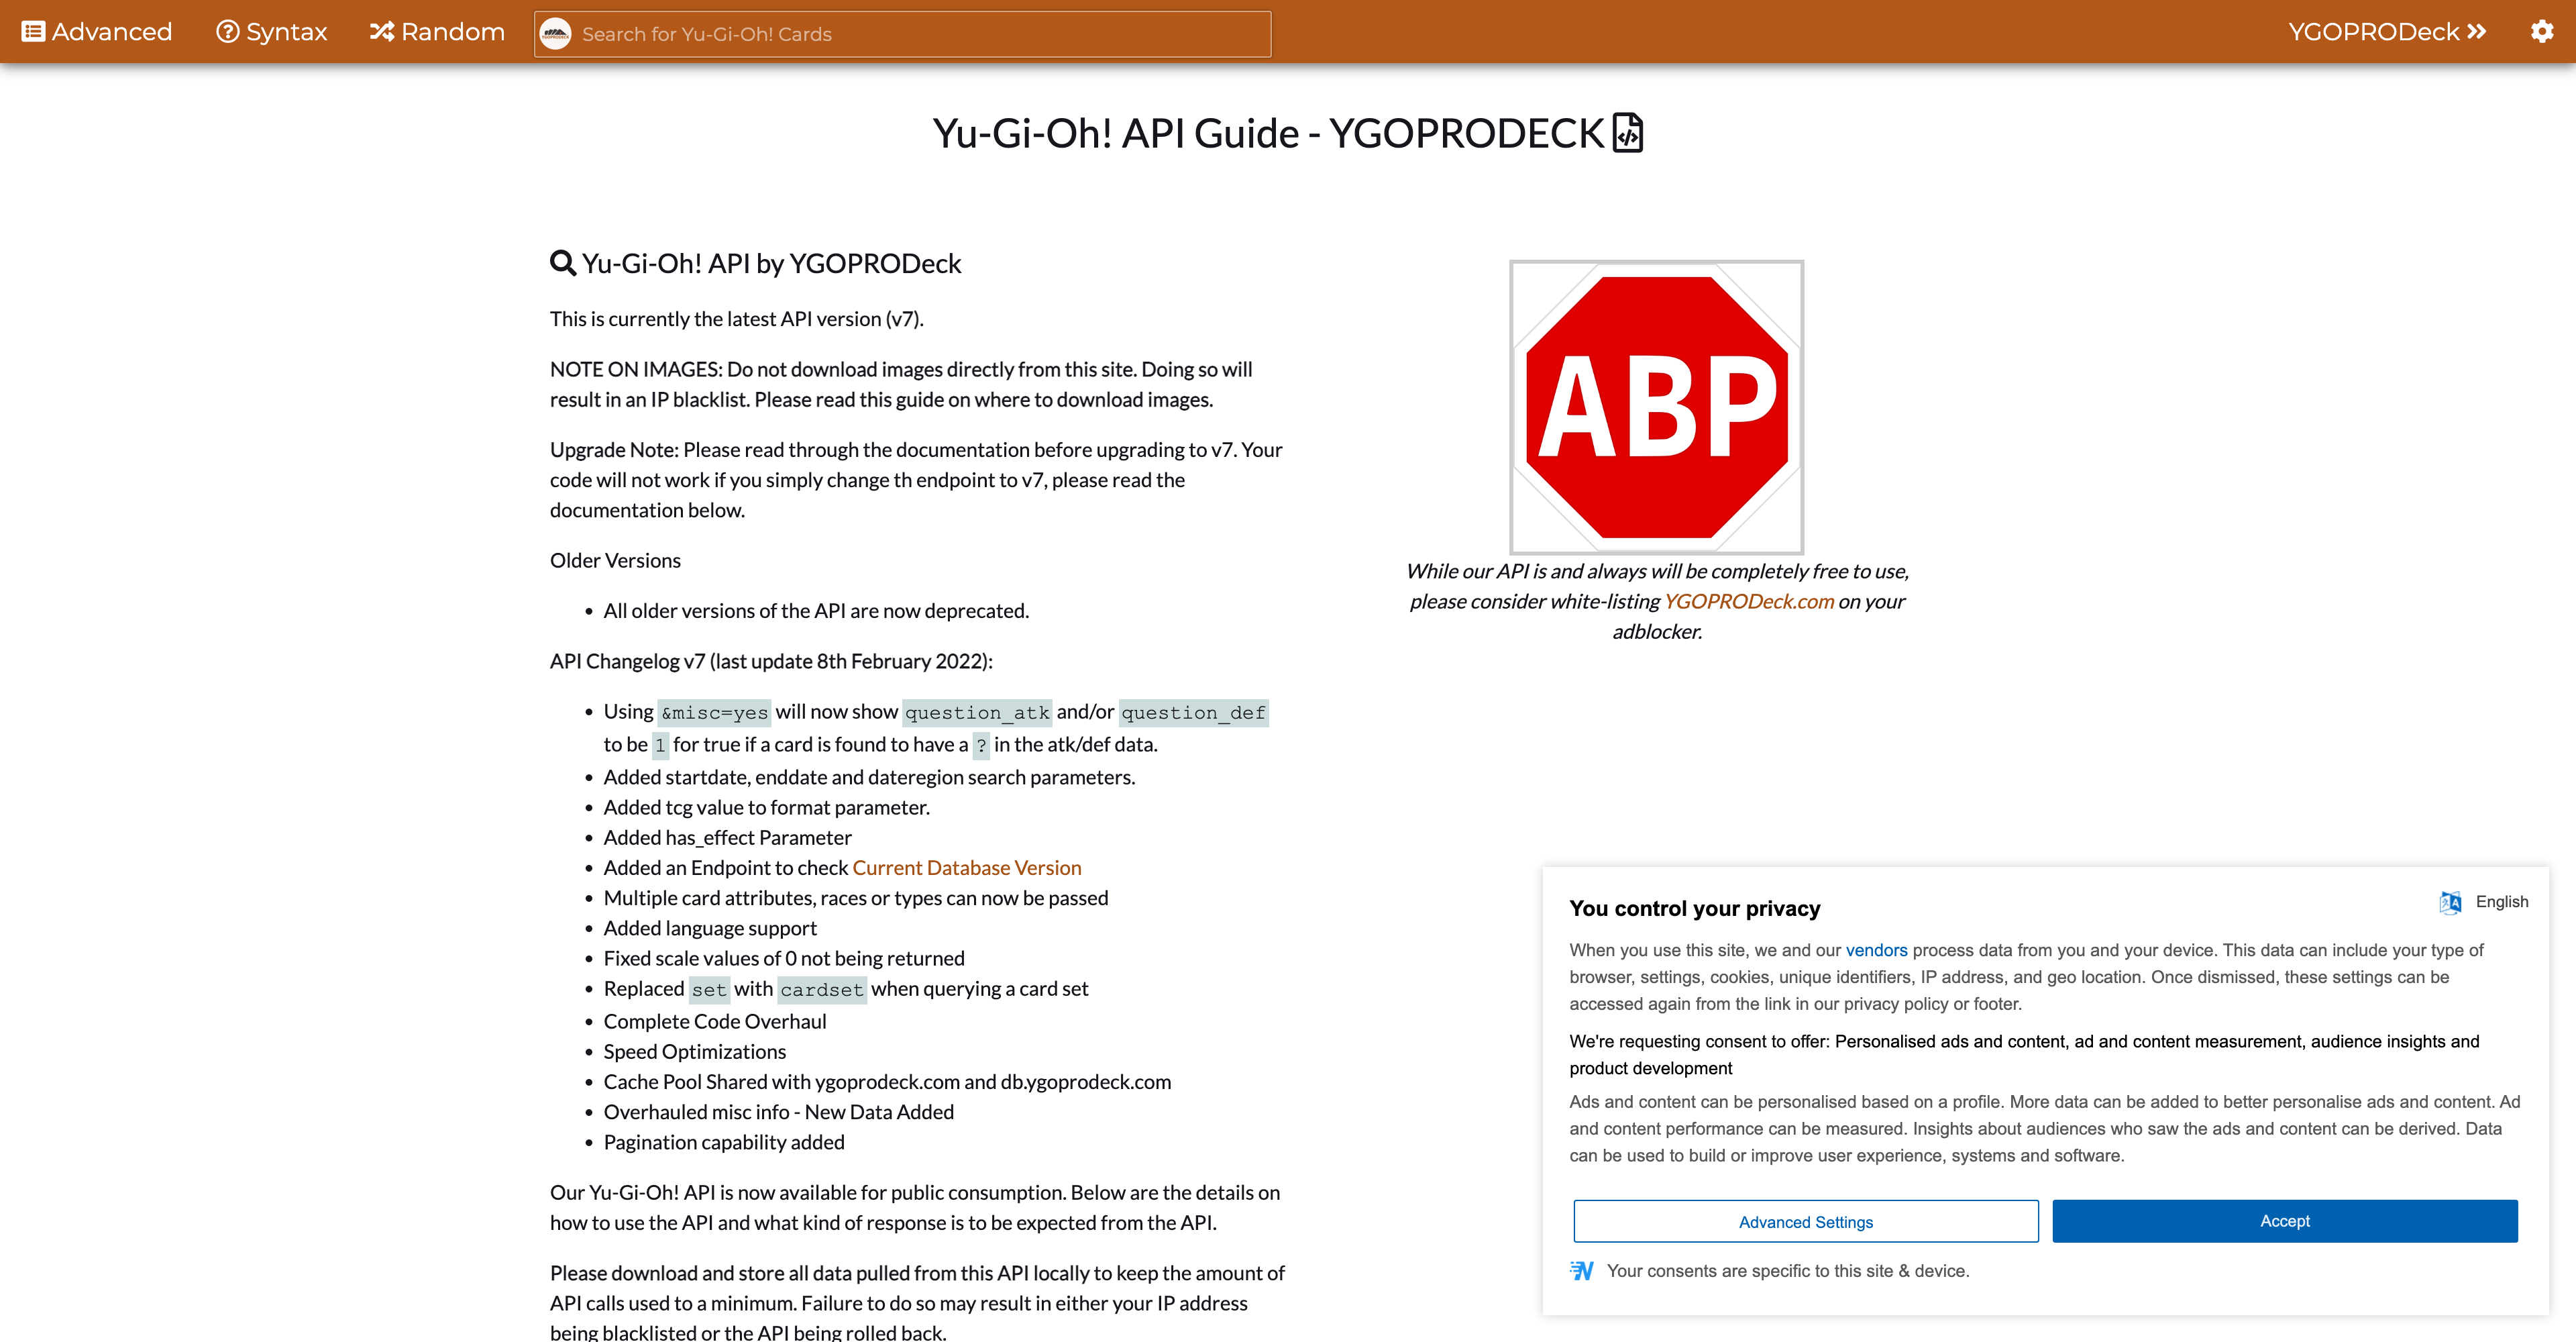 Advanced
Syntax
Random
Search for Yu-Gi-Oh! Cards
YGOPRODeck
Yu-Gi-Oh! API Guide - YGOPRODECK
Yu-Gi-Oh! API by YGOPRODeck
This is currently the latest API version (v7).
NOTE ON IMAGES: Do not download images directly from this site. Doing so will
result in an IP blacklist. Please read this guide on where to download images.
Upgrade Note: Please read through the documentation before upgrading to v7. Your
code will not work if you simply change th endpoint to v7, please read the
documentation below.
Older Versions
All older versions of the API are now deprecated.
API Changelog v7 (last update 8th February 2022):
Using &misc=yes will now show question_atk and/or question_def
to be 1 for true if a card is found to have a ? in the atk/def data.
Added startdate, enddate and dateregion search parameters.
Added tcg value to format parameter.
Added has_effect Parameter
Added an Endpoint to check Current Database Version
Multiple card attributes, races or types can now be passed
Added language support
Fixed scale values of 0 not being returned
Replaced set with cardset when querying a card set
Complete Code Overhaul
Speed Optimizations
Cache Pool Shared with ygoprodeck.com and db.ygoprodeck.com
Overhauled misc info - New Data Added
Pagination capability added
Our Yu-Gi-Oh! API is now available for public consumption. Below are the details on
how to use the API and what kind of response is to be expected from the API.
Please download and store all data pulled from this API locally to keep the amount of
API calls used to a minimum. Failure to do so may result in either your IP address
being blacklisted or the API being rolled back.
ABP
While our API is and always will be completely free to use,
please consider white-listing YGOPRODeck.com on your
adblocker.
You control your privacy
English
When you use this site, we and our vendors process data from you and your device. This data can include your type of
browser, settings, cookies, unique identifiers, IP address, and geo location. Once dismissed, these settings can be
accessed again from the link in our privacy policy or footer.
We're requesting consent to offer: Personalised ads and content, ad and content measurement, audience insights and
product development
Ads and content can be personalised based on a profile. More data can be added to better personalise ads and content. Ad
and content performance can be measured. Insights about audiences who saw the ads and content can be derived. Data
can be used to build or improve user experience, systems and software.
Advanced Settings
Accept
Your consents are specific to this site & device.